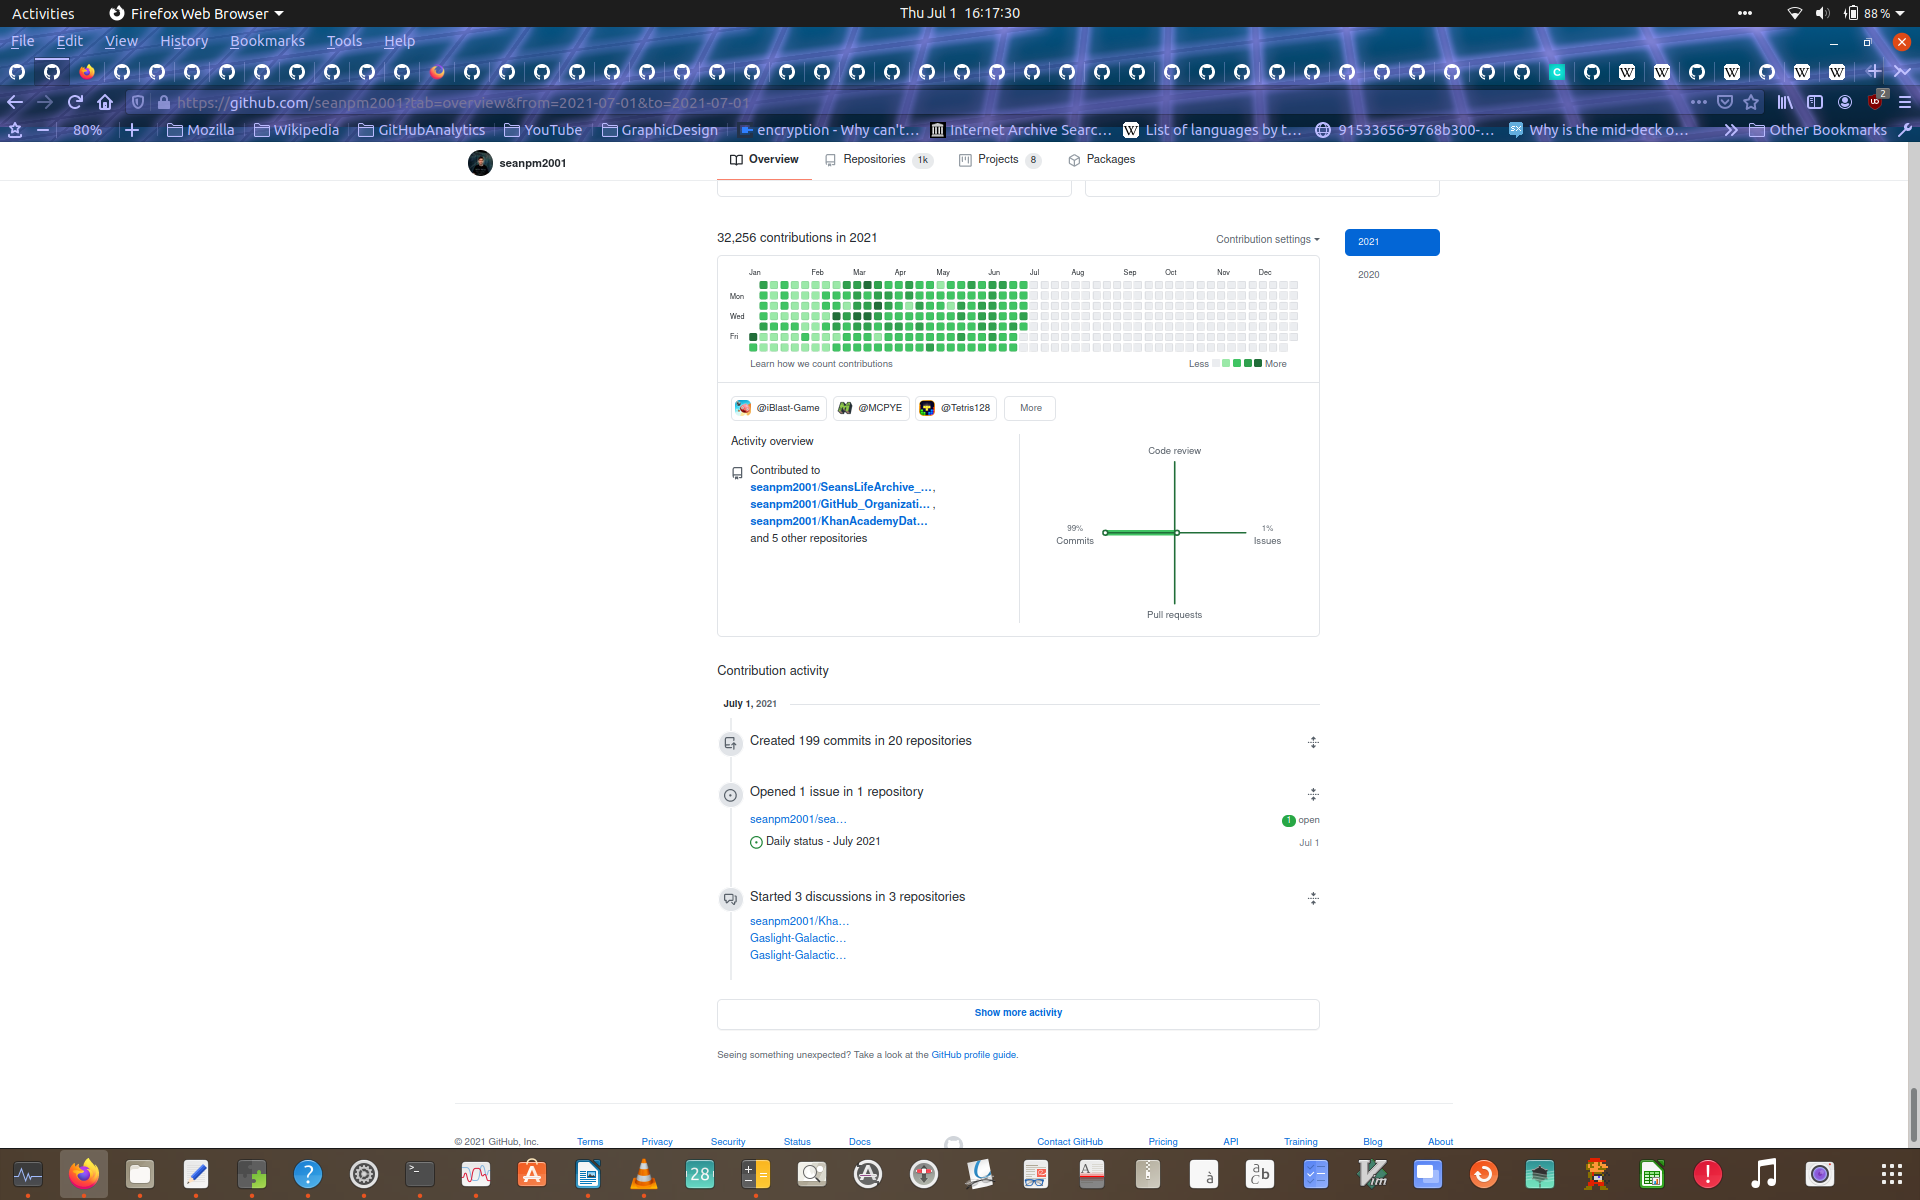 Activities Firefox Web Browser Thu Jul 1 16:17:30 88 %
File Edit View History Bookmarks Tools Help
https://github.com/seanpm2001?tab=overview&from=2021-07-01&to=2021-07-01 2
80% Mozilla Wikipedia GitHubAnalytics YouTube GraphicDesign encryption - Why can't… Internet Archive Searc… List of languages by t… 91533656-9768b300-… Why is the mid-deck o… Other Bookmarks
seanpm2001 Overview Repositories 1k Projects 8 Packages
32,256 contributions in 2021 Contribution settings 2021
2020
Jan Feb Mar Apr May Jun Jul Aug Sep Oct Nov Dec
Mon
Wed
Fri
Learn how we count contributions Less More
@iBlast-Game @MCPYE @Tetris128 More
Activity overview
Contributed to
seanpm2001/SeansLifeArchive_…,
seanpm2001/GitHub_Organizati… ,
seanpm2001/KhanAcademyDat…
and 5 other repositories
Code review
99%
Commits
1%
Issues
Pull requests
Contribution activity
July 1, 2021
Created 199 commits in 20 repositories
Opened 1 issue in 1 repository
seanpm2001/sea… 1 open
Daily status - July 2021 Jul 1
Started 3 discussions in 3 repositories
seanpm2001/Kha…
Gaslight-Galactic…
Gaslight-Galactic…
Show more activity
Seeing something unexpected? Take a look at the GitHub profile guide.
© 2021 GitHub, Inc. Terms Privacy Security Status Docs Contact GitHub Pricing API Training Blog About
28